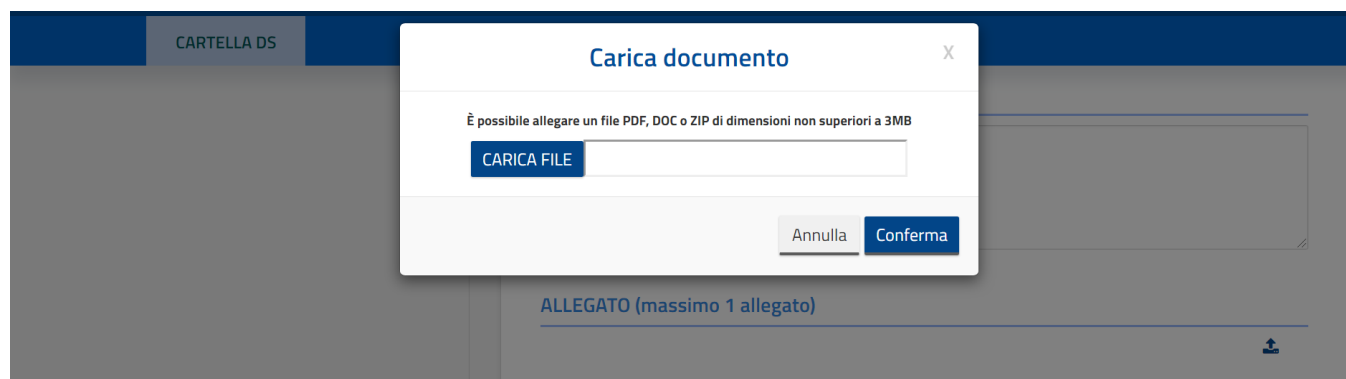 CARTELLA DS
Carica documento
X
È possibile allegare un file PDF, DOC o ZIP di dimensioni non superiori a 3MB
CARICA FILE
Annulla
Conferma
ALLEGATO (massimo 1 allegato)